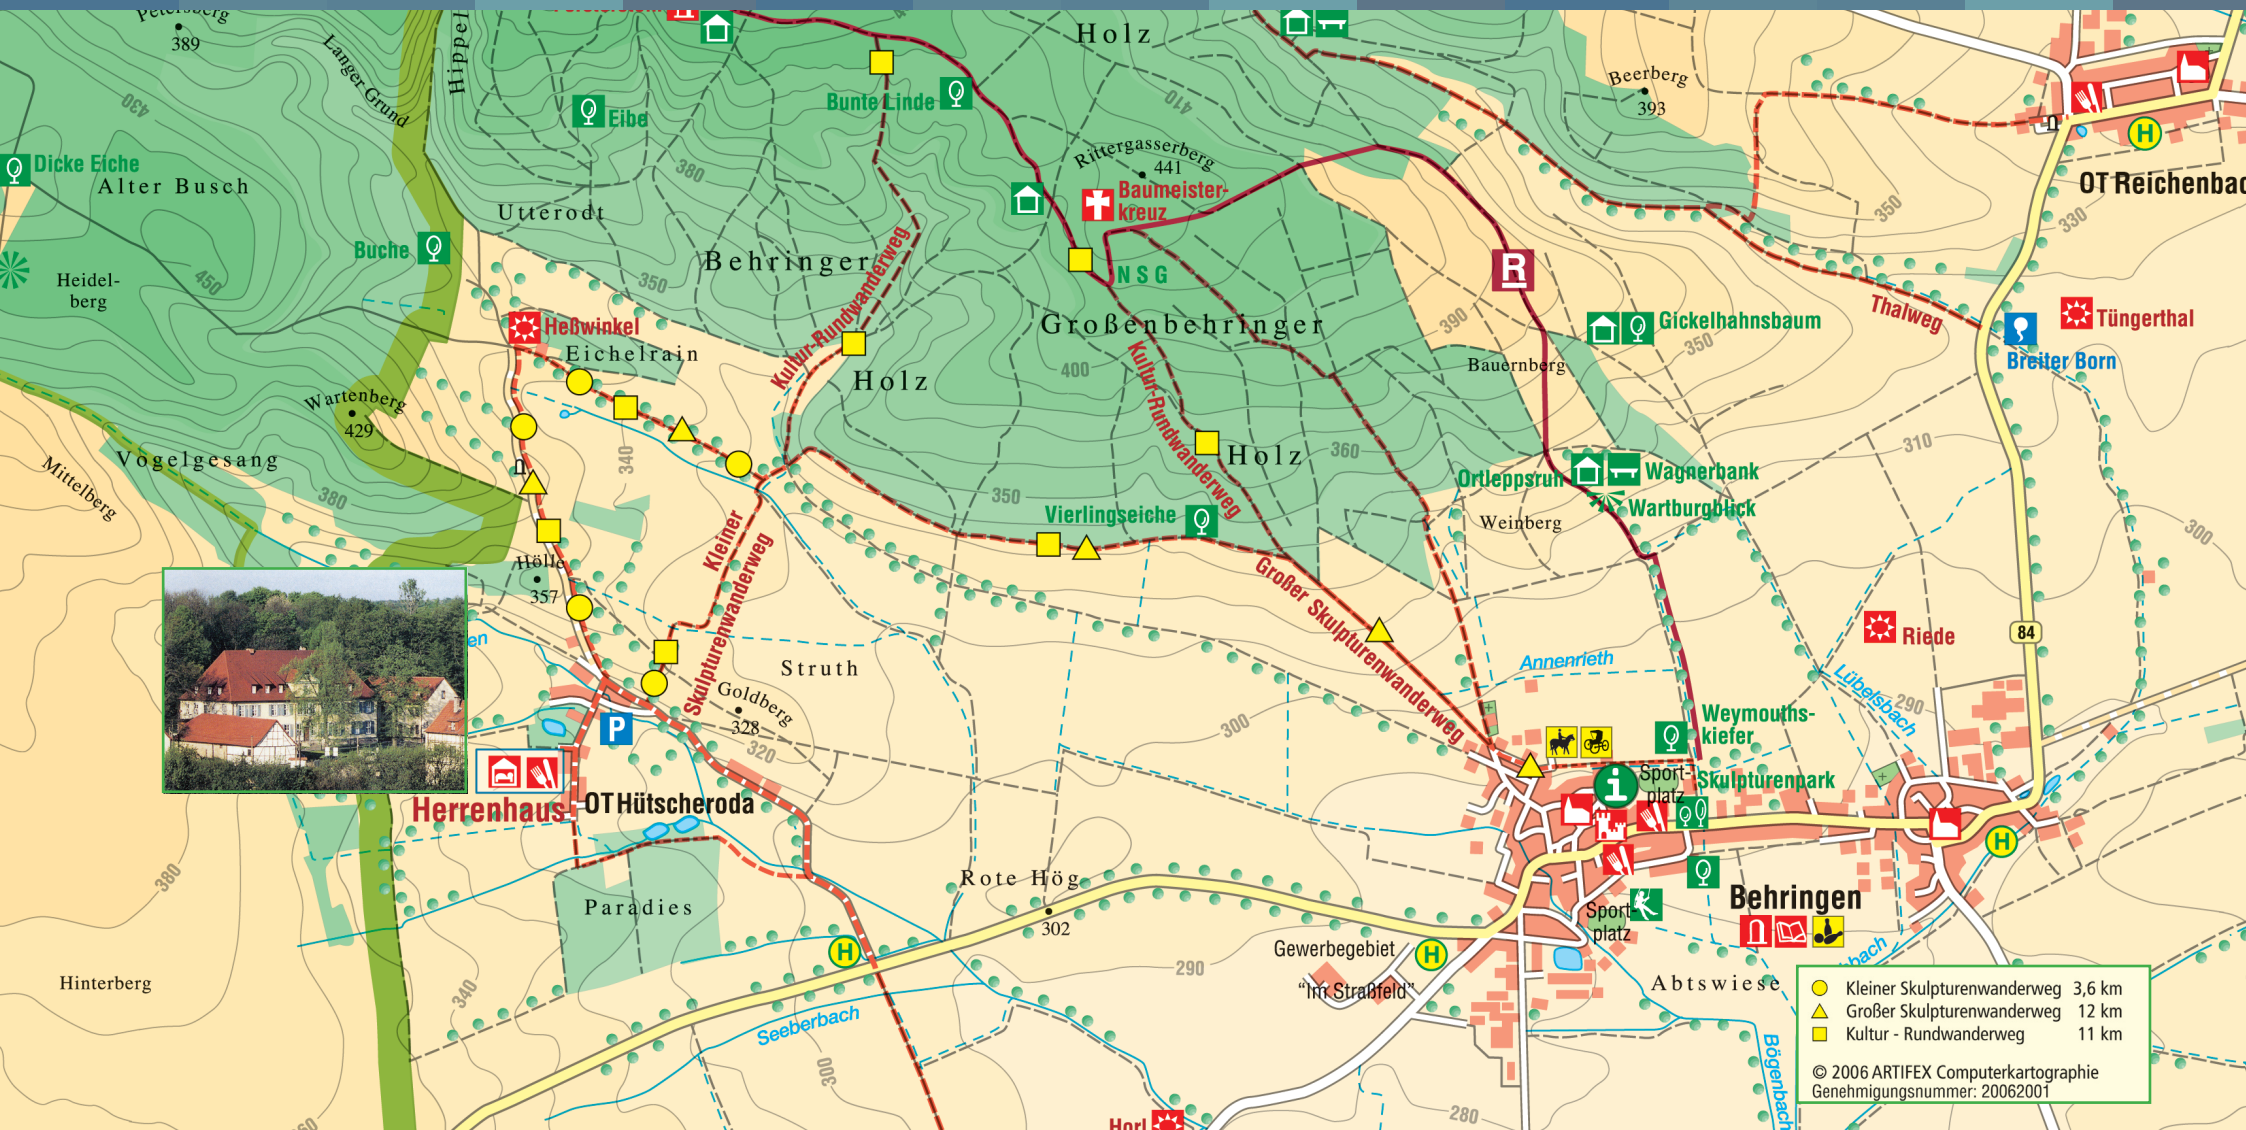 Petersberg
389
Langer Grund
Hippel
430
Dicke Eiche
Alter Busch
Buche
450
Heidel-
berg
Wartenberg
429
Vogelgesang
Mittelberg
380
Eibe
Utterodt
380
Bunte Linde
Holz
410
Rittergasserberg
441
Baumeister-
kreuz
NSG
Behringer
Holz
350
Kultur-Rundwanderweg
Heßwinkel
Eichelrain
340
Großenbehringer
Holz
400
360
350
Kultur-Rundwanderweg
Vierlingseiche
Großer Skulpturenwanderweg
Kleiner
Skulpturenwanderweg
Hölle
357
en
Struth
Goldberg
328
320
P
Herrenhaus
OT Hütscheroda
Paradies
Rote Hög
302
H
Seeberbach
300
340
380
Hinterberg
300
290
Gewerbegebiet
"Im Straßfeld"
H
280
Beerberg
393
H
OT Reichenbac
350
330
R
390
Bauernberg
Gickelhahnsbaum
350
Thalweg
Tüngerthal
Breiter Born
310
Ortleppsruh
Wagnerbank
Wartburgblick
Weinberg
300
84
Riede
Annenrieth
Lübelsbach
290
Weymouths-
kiefer
i
Sport-
platz
Skulpturenpark
Sport-
platz
Behringen
H
Abtswiese
bach
Bögenbach
Kleiner Skulpturenwanderweg 3,6 km
Großer Skulpturenwanderweg 12 km
Kultur - Rundwanderweg 11 km
© 2006 ARTIFEX Computerkartographie
Genehmigungsnummer: 20062001